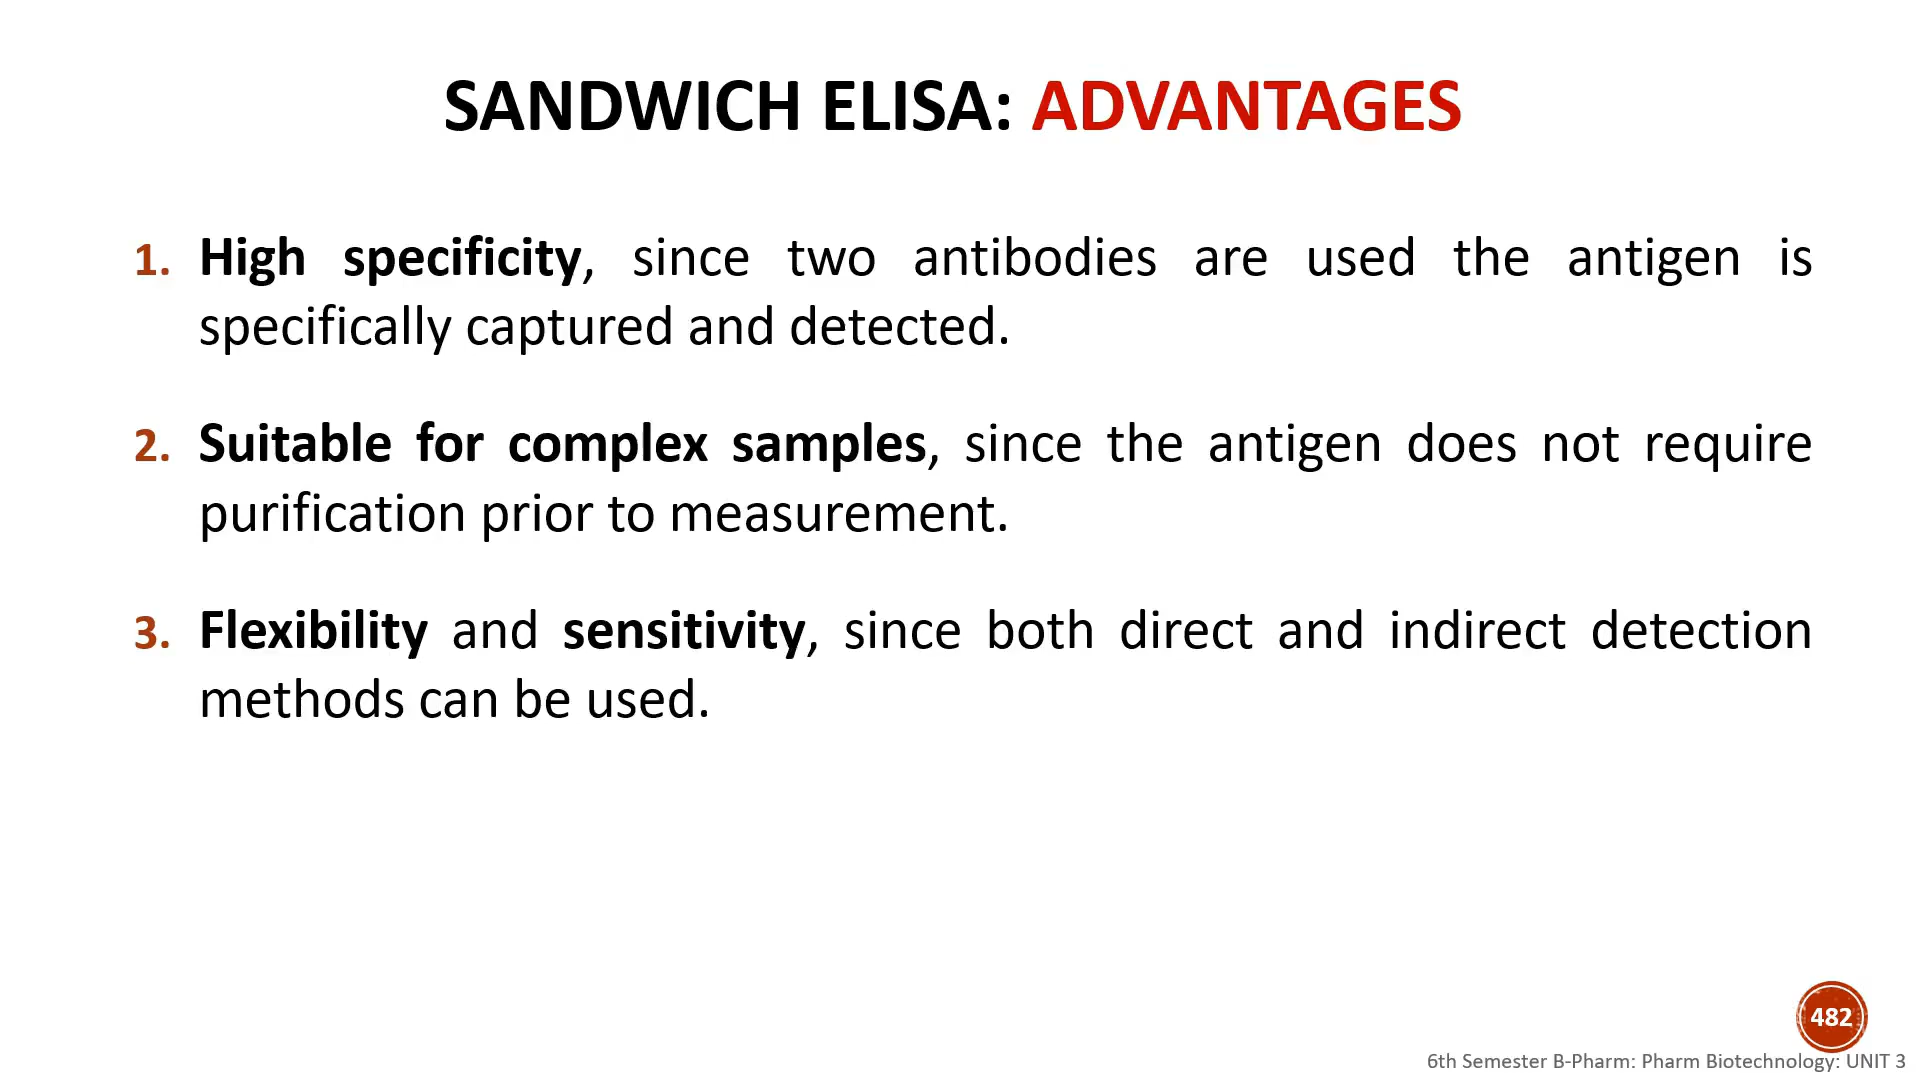 SANDWICH ELISA: ADVANTAGES
1. High specificity, since two antibodies are used the antigen is
specifically captured and detected.
2. Suitable for complex samples, since the antigen does not require
purification prior to measurement.
3. Flexibility and sensitivity, since both direct and indirect detection
methods can be used.
482
6th Semester B-Pharm: Pharm Biotechnology: UNIT 3